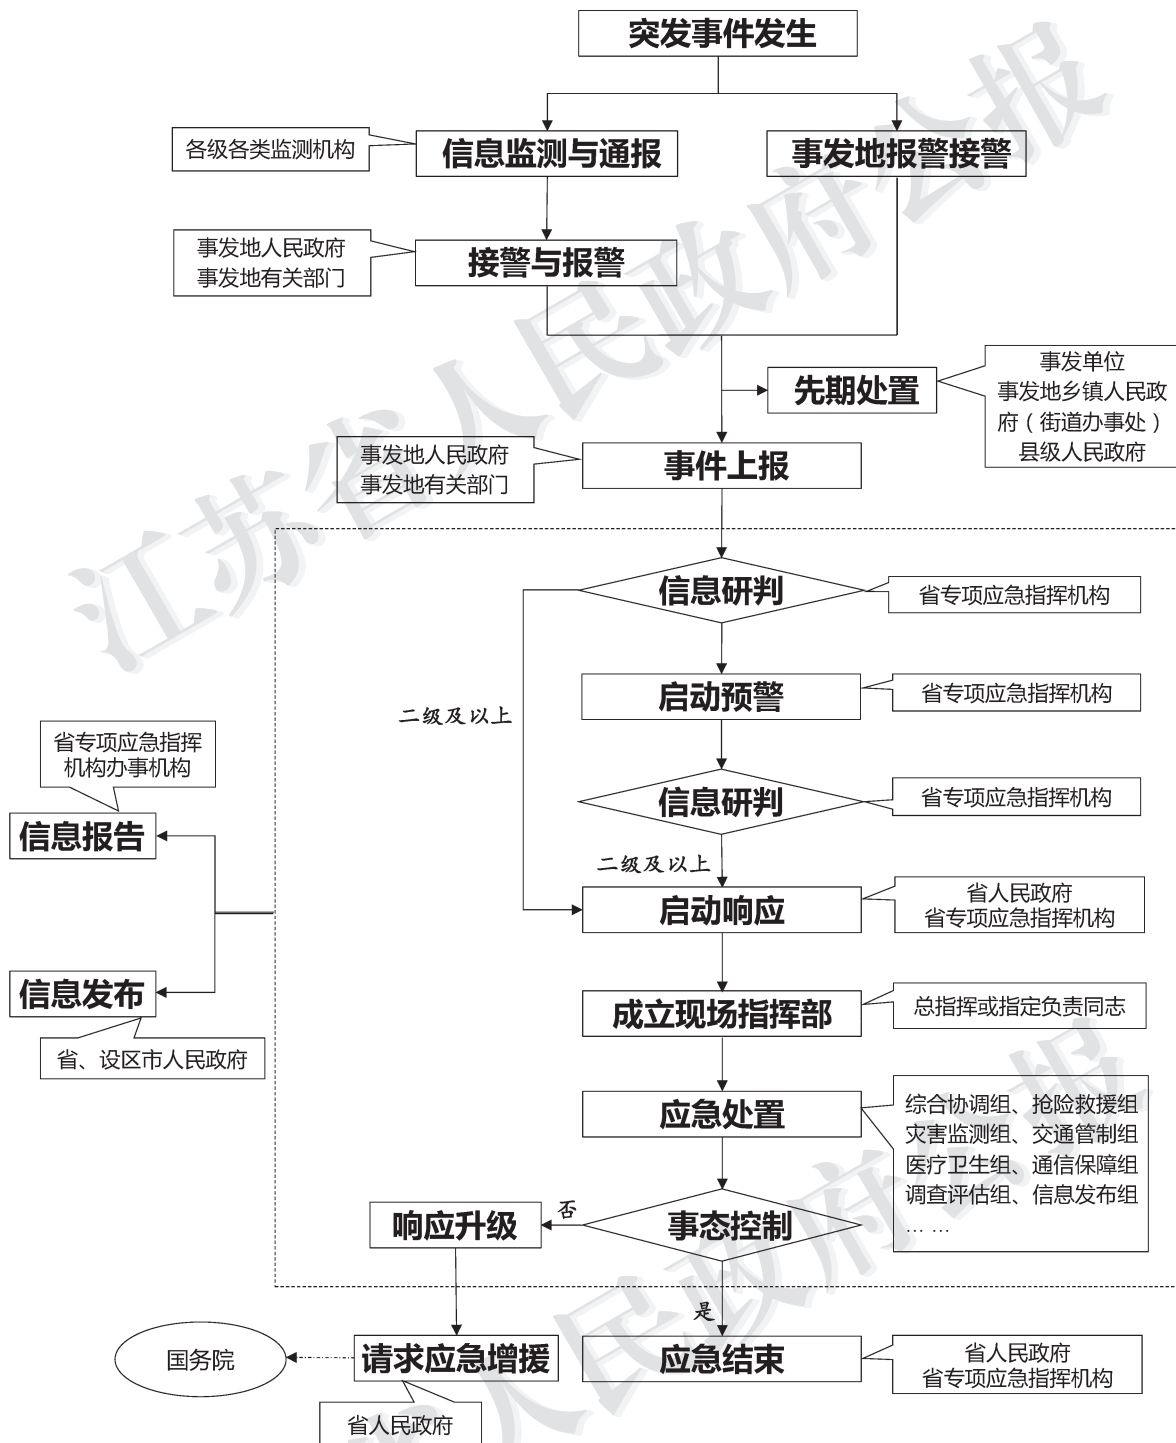 突发事件发生
各级各类监测机构
信息监测与通报
事发地报警接警
事发地人民政府
事发地有关部门
接警与报警
先期处置
事发单位
事发地乡镇人民政
府（街道办事处）
县级人民政府
事发地人民政府
事发地有关部门
事件上报
信息研判
省专项应急指挥机构
启动预警
省专项应急指挥机构
二级及以上
省专项应急指挥
机构办事机构
信息研判
省专项应急指挥机构
信息报告
二级及以上
启动响应
省人民政府
省专项应急指挥机构
信息发布
省、设区市人民政府
成立现场指挥部
总指挥或指定负责同志
应急处置
综合协调组、抢险救援组
灾害监测组、交通管制组
医疗卫生组、通信保障组
调查评估组、信息发布组
… …
响应升级
否
事态控制
是
国务院
请求应急增援
应急结束
省人民政府
省专项应急指挥机构
省人民政府
江苏省人民政府公报
省人民政府公报